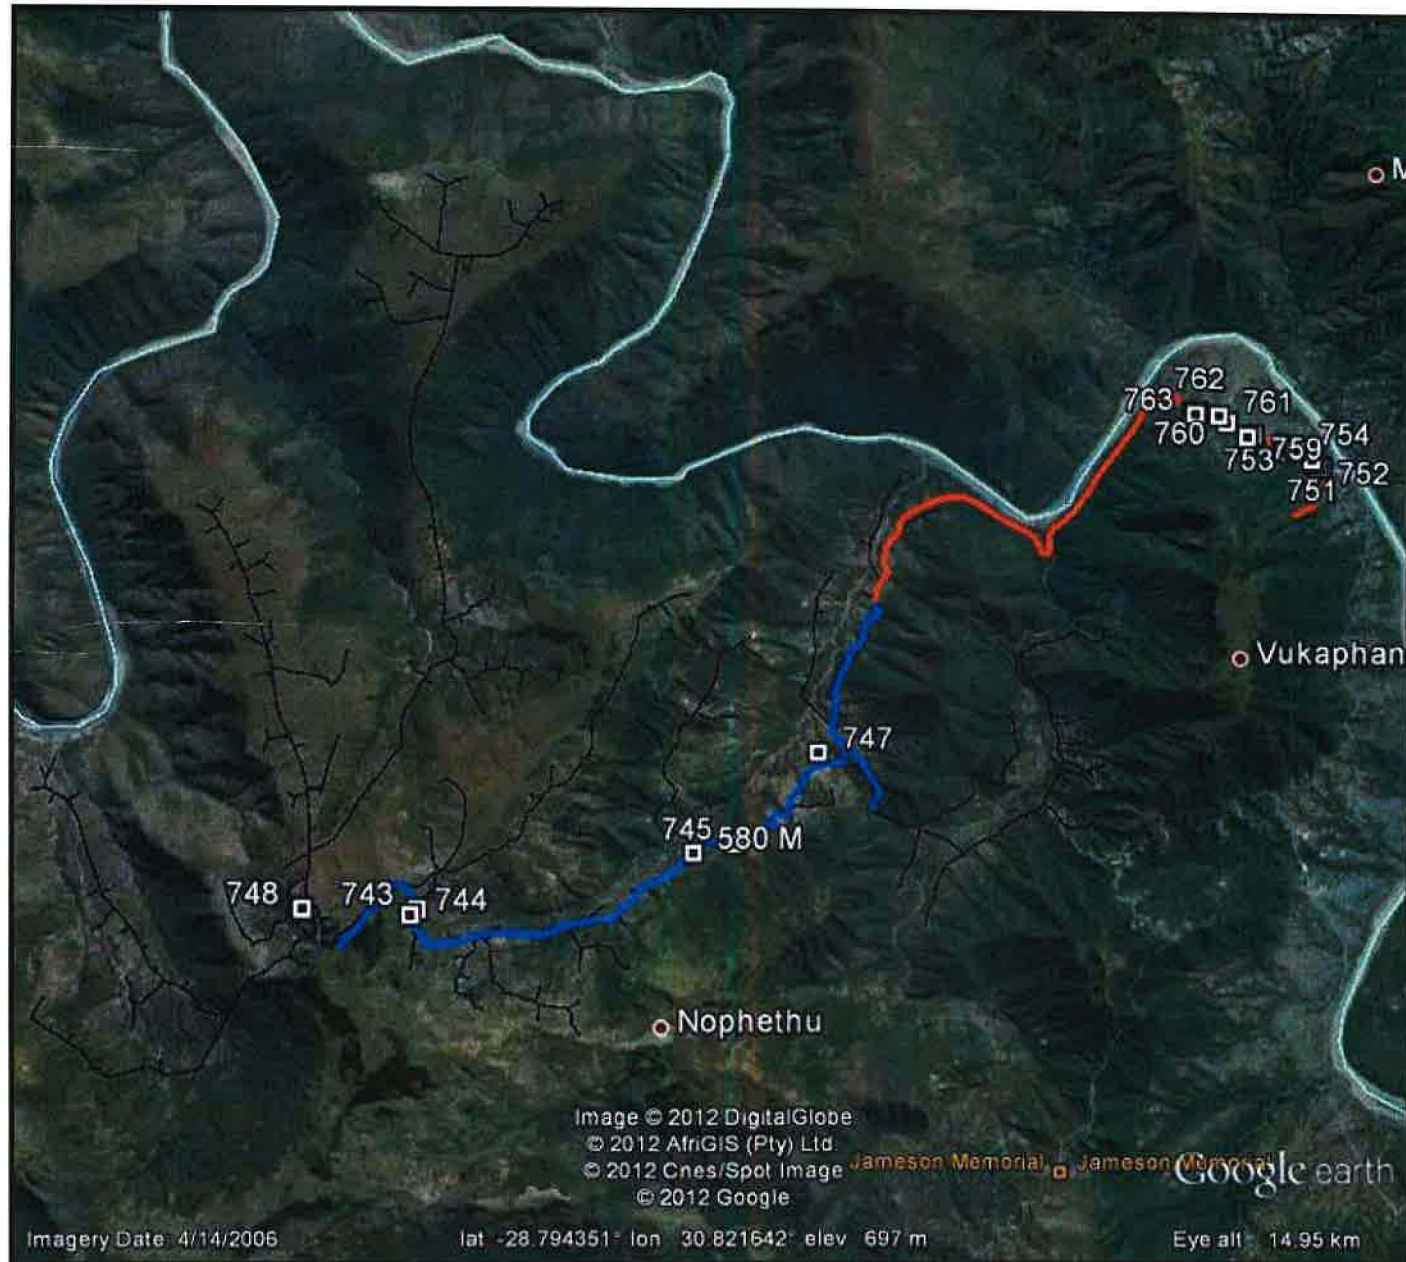 M
762
763
761
760
754
759
753
752
751
Vukaphan
747
745
580 M
748
743
744
Nophethu
Image © 2012 DigitalGlobe
© 2012 AfriGIS (Pty) Ltd
© 2012 Cnes/Spot Image
© 2012 Google
Jameson Memorial
Jameson Memorial
Google earth
Imagery Date: 4/14/2006
lat -28.794351° lon 30.821642° elev 697 m
Eye alt 14.95 km